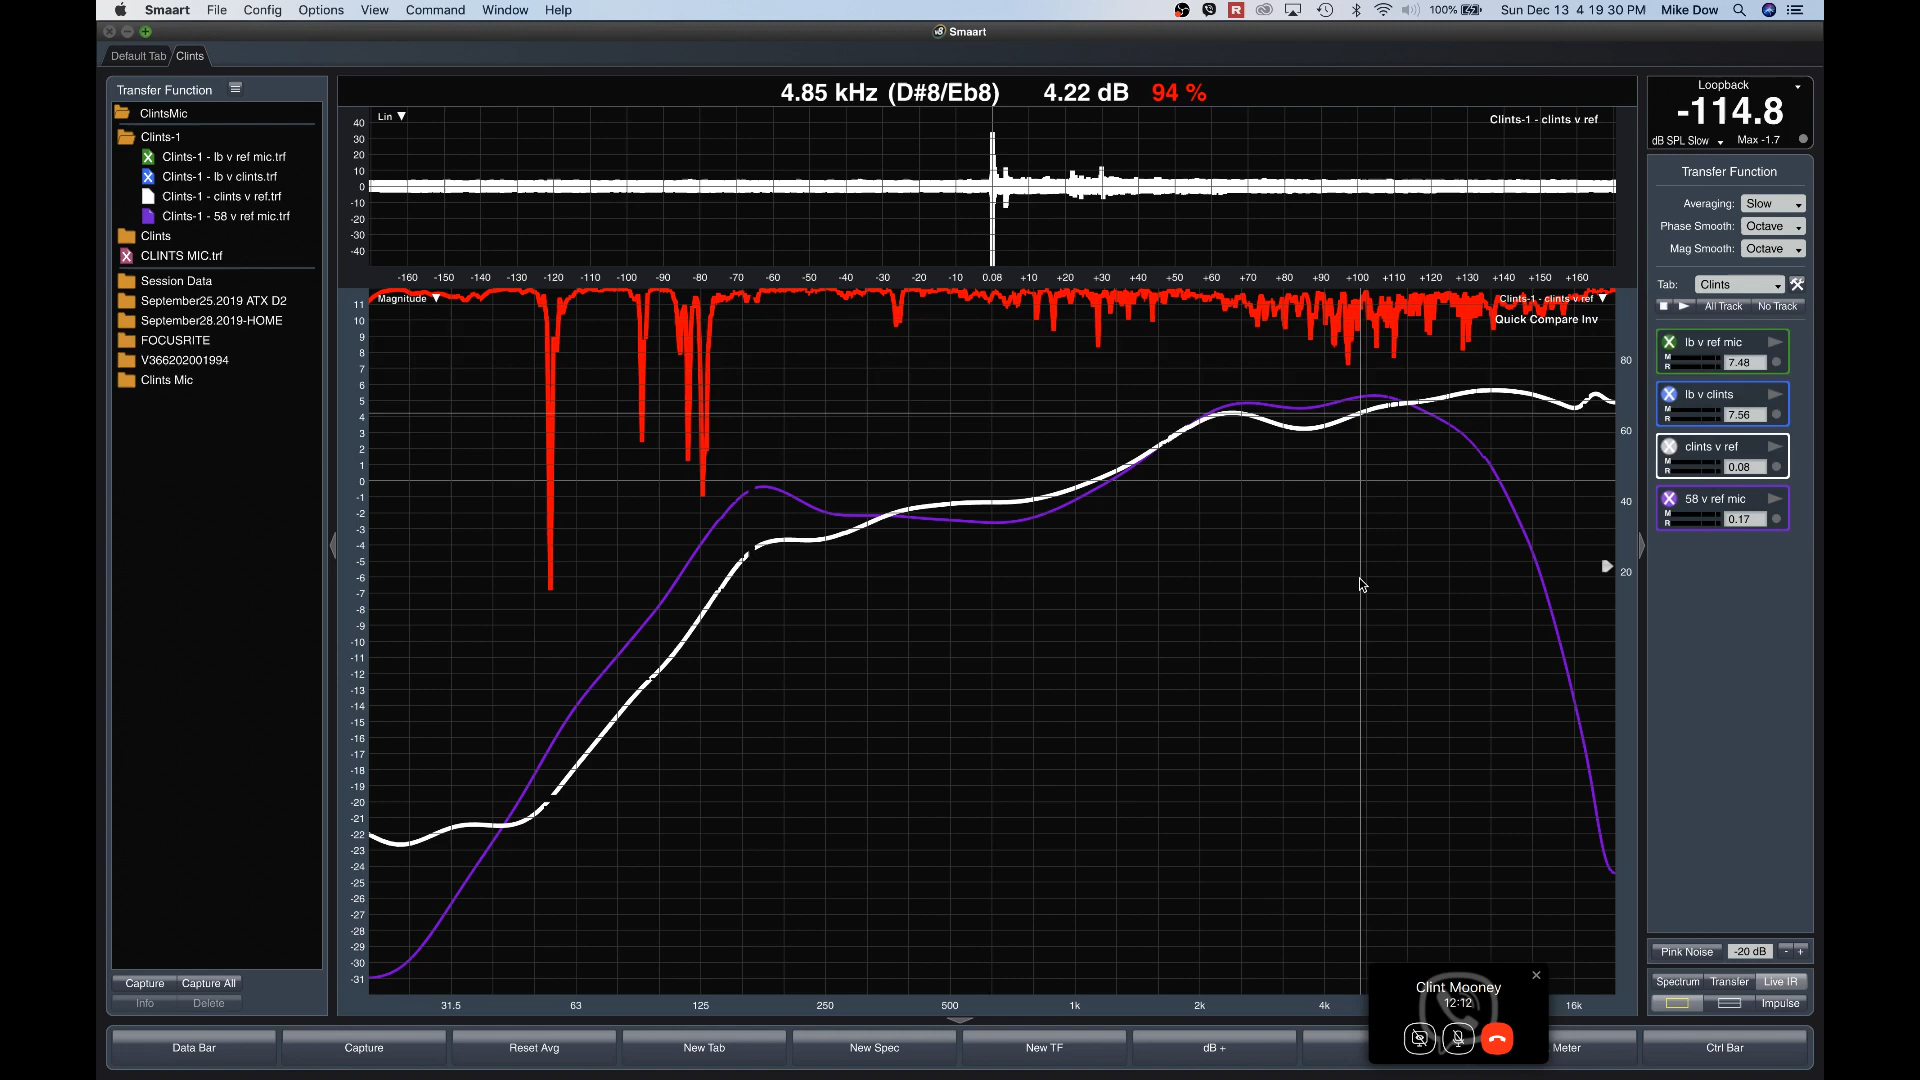 Smaart File Config Options View Command Window Help
100% Sun Dec 13 4 19 30 PM Mike Dow
v8 Smaart
Default Tab Clints
Transfer Function
ClintsMic
Clints-1
Clints-1 - lb v ref mic.trf
Clints-1 - lb v clints.trf
Clints-1 - clints v ref.trf
Clints-1 - 58 v ref mic.trf
Clints
CLINTS MIC.trf
Session Data
September25.2019 ATX D2
September28.2019-HOME
FOCUSRITE
V366202001994
Clints Mic
Capture Capture All
Info Delete
4.85 kHz (D#8/Eb8) 4.22 dB 94 %
Lin
Clints-1 - clints v ref
40
30
20
10
0
-10
-20
-30
-40
-160 -150 -140 -130 -120 -110 -100 -90 -80 -70 -60 -50 -40 -30 -20 -10 0.08 +10 +20 +30 +40 +50 +60 +70 +80 +90 +100 +110 +120 +130 +140 +150 +160
Magnitude
Clints-1 - clints v ref
Quick Compare Inv
11
10
9
8
7
6
5
4
3
2
1
0
-1
-2
-3
-4
-5
-6
-7
-8
-9
-10
-11
-12
-13
-14
-15
-16
-17
-18
-19
-20
-21
-22
-23
-24
-25
-26
-27
-28
-29
-30
-31
80
60
40
20
31.5 63 125 250 500 1k 2k 4k 16k
Loopback
-114.8
dB SPL Slow Max -1.7
Transfer Function
Averaging: Slow
Phase Smooth: Octave
Mag Smooth: Octave
Tab: Clints
All Track No Track
lb v ref mic
M
R 7.48
lb v clints
M
R 7.56
clints v ref
M
R 0.08
58 v ref mic
M
R 0.17
Pink Noise -20 dB - +
Spectrum Transfer Live IR
Impulse
Clint Mooney
12:12
Data Bar Capture Reset Avg New Tab New Spec New TF dB + Meter Ctrl Bar